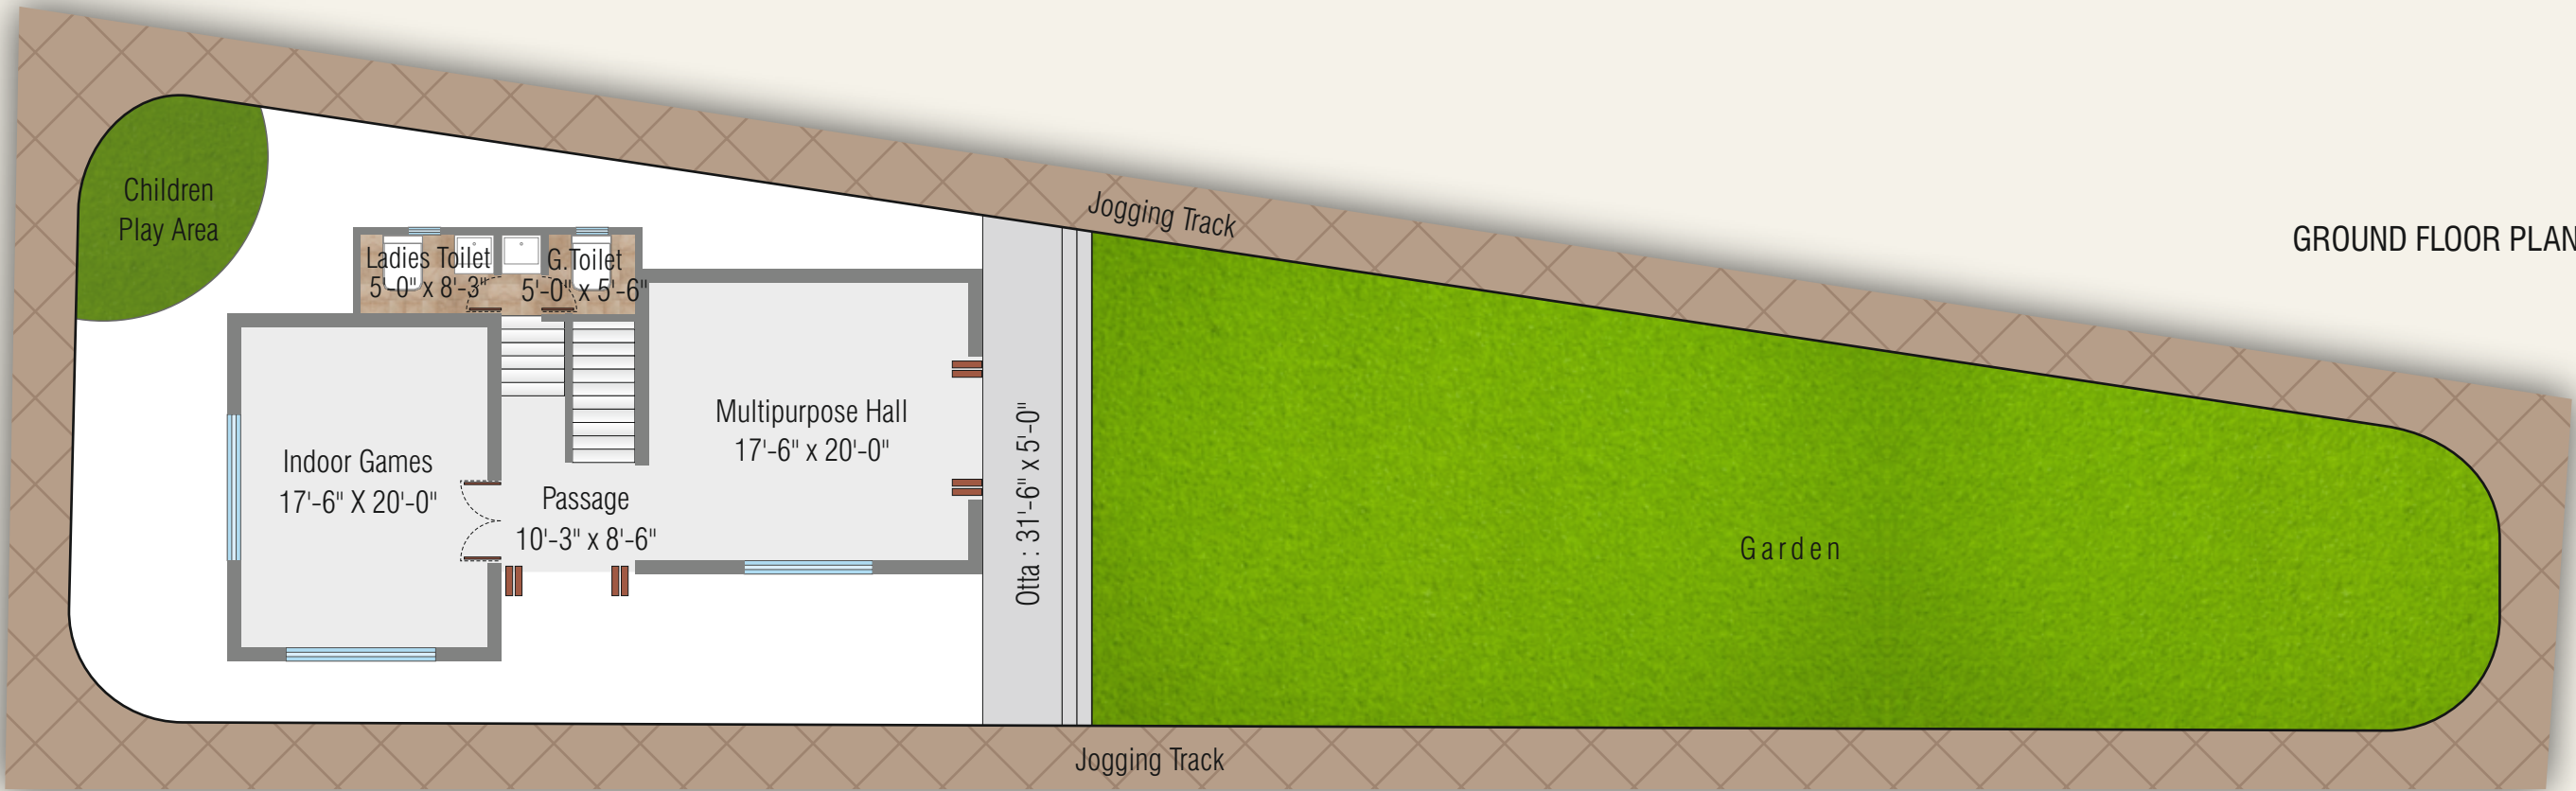 Children
Play Area
Jogging Track
GROUND FLOOR PLAN
Ladies Toilet
5'-0" x 8'-3"
G.Toilet
5'-0" x 5'-6"
Multipurpose Hall
17'-6" x 20'-0"
Indoor Games
17'-6" X 20'-0"
Passage
10'-3" x 8'-6"
Otta : 31'-6" x 5'-0"
Garden
Jogging Track